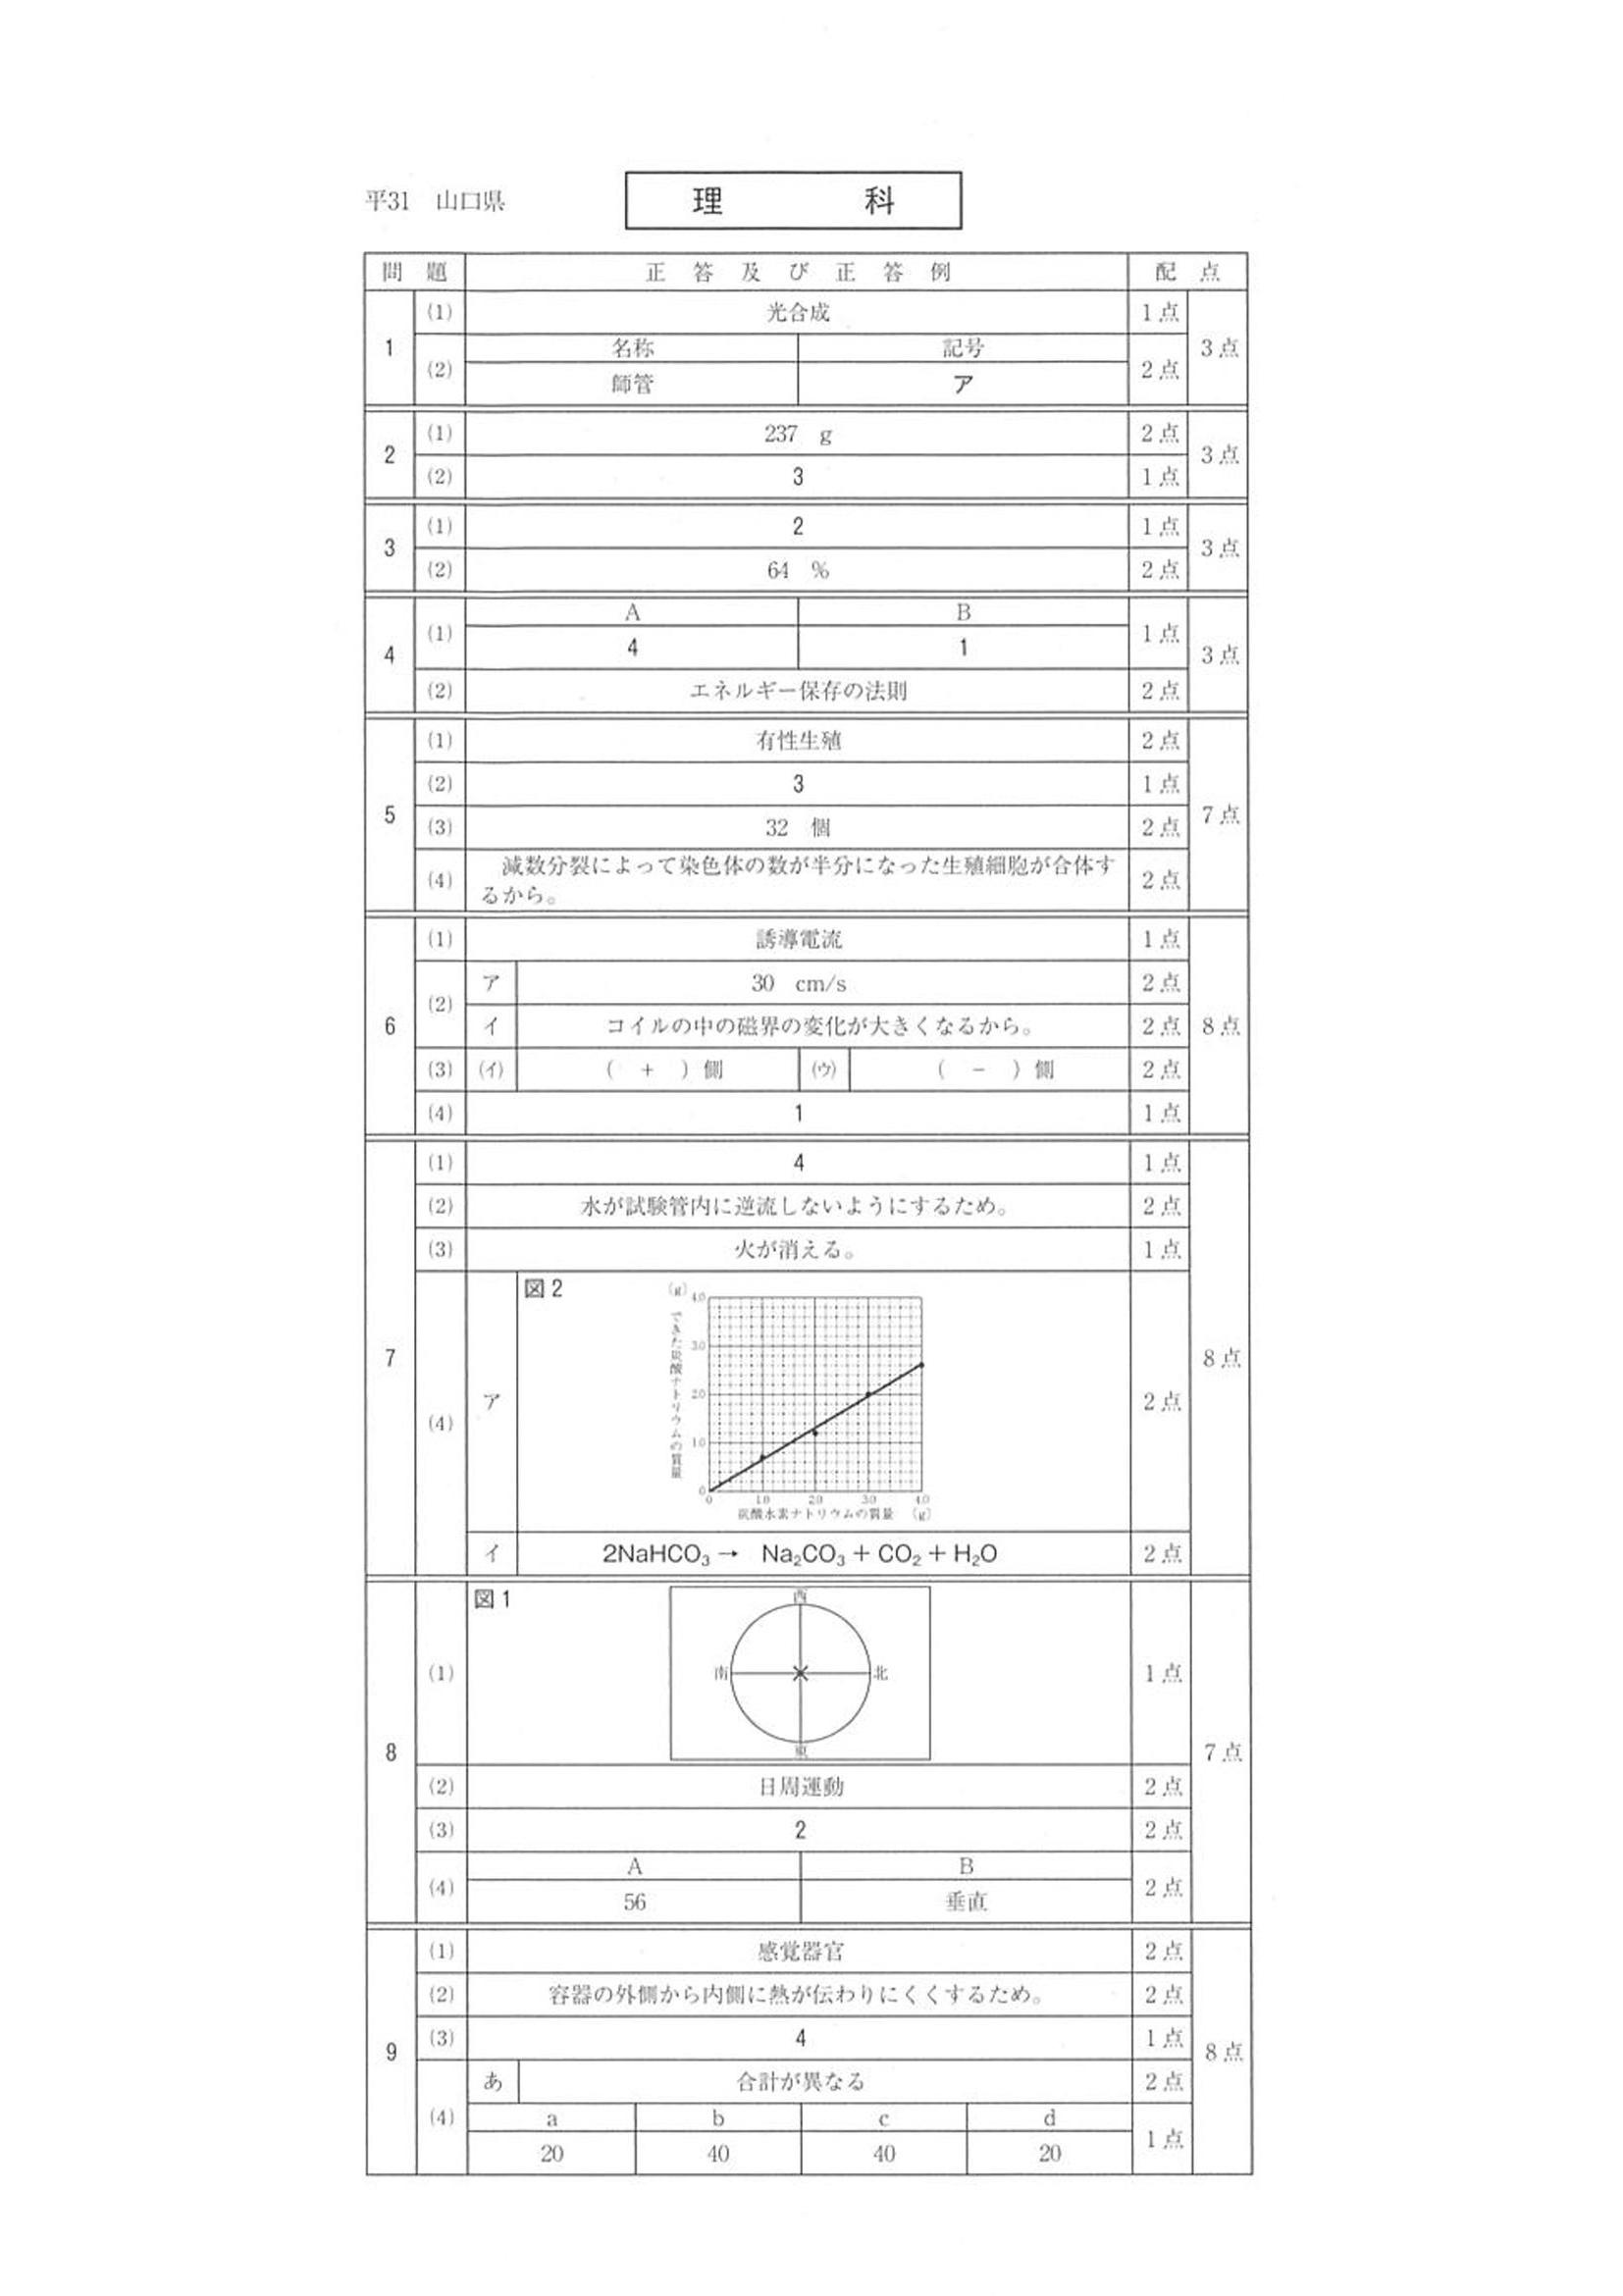 平31　山口県
理科
問題　正答及び正答例　配点
1　(1)　光合成　1点　3点
(2)　名称　記号　2点
師管　ア
2　(1)　237　g　2点　3点
(2)　3　1点
3　(1)　2　1点　3点
(2)　64　%　2点
4　(1)　A　B　1点　3点
4　1
(2)　エネルギー保存の法則　2点
5　(1)　有性生殖　2点　7点
(2)　3　1点
(3)　32　個　2点
(4)　減数分裂によって染色体の数が半分になった生殖細胞が合体す
るから。　2点
6　(1)　誘導電流　1点　8点
(2)　ア　30　cm/s　2点
イ　コイルの中の磁界の変化が大きくなるから。　2点
(3)　(イ)　(　+　)側　(ウ)　(　−　)側　2点
(4)　1　1点
7　(1)　4　1点　8点
(2)　水が試験管内に逆流しないようにするため。　2点
(3)　火が消える。　1点
(4)　ア　図2　2点
(g)
できた炭酸ナトリウムの質量
4.0
3.0
2.0
1.0
0
0　1.0　2.0　3.0　4.0
炭酸水素ナトリウムの質量　(g)
イ　2NaHCO₃ → Na₂CO₃ + CO₂ + H₂O　2点
8　(1)　図1　1点　7点
西
南　北
東
(2)　日周運動　2点
(3)　2　2点
(4)　A　B　2点
56　垂直
9　(1)　感覚器官　2点　8点
(2)　容器の外側から内側に熱が伝わりにくくするため。　2点
(3)　4　1点
(4)　あ　合計が異なる　2点
a　b　c　d　1点
20　40　40　20